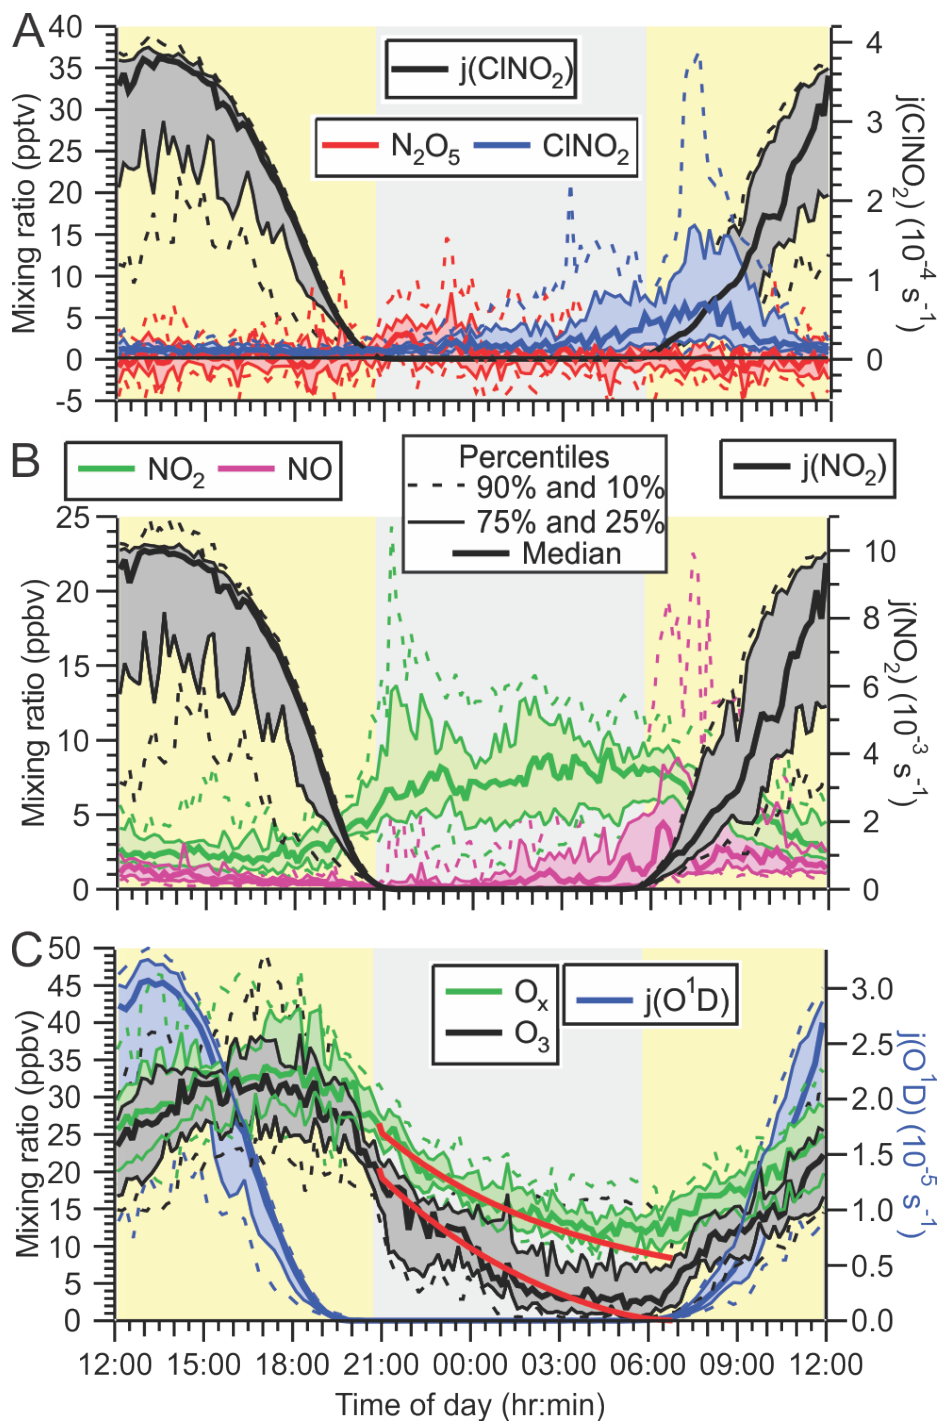 A
40
35
30
25
20
15
10
5
0
-5
Mixing ratio (pptv)
j(ClNO2)
N2O5
ClNO2
4
3
2
1
0
j(ClNO2) (10^-4 s^-1)
B
NO2
NO
Percentiles
90% and 10%
75% and 25%
Median
j(NO2)
25
20
15
10
5
0
Mixing ratio (ppbv)
10
8
6
4
2
0
j(NO2) (10^-3 s^-1)
C
50
45
40
35
30
25
20
15
10
5
0
Mixing ratio (ppbv)
Ox
O3
j(O^1D)
3.0
2.5
2.0
1.5
1.0
0.5
0.0
j(O^1D) (10^-5 s^-1)
12:00 15:00 18:00 21:00 00:00 03:00 06:00 09:00 12:00
Time of day (hr:min)